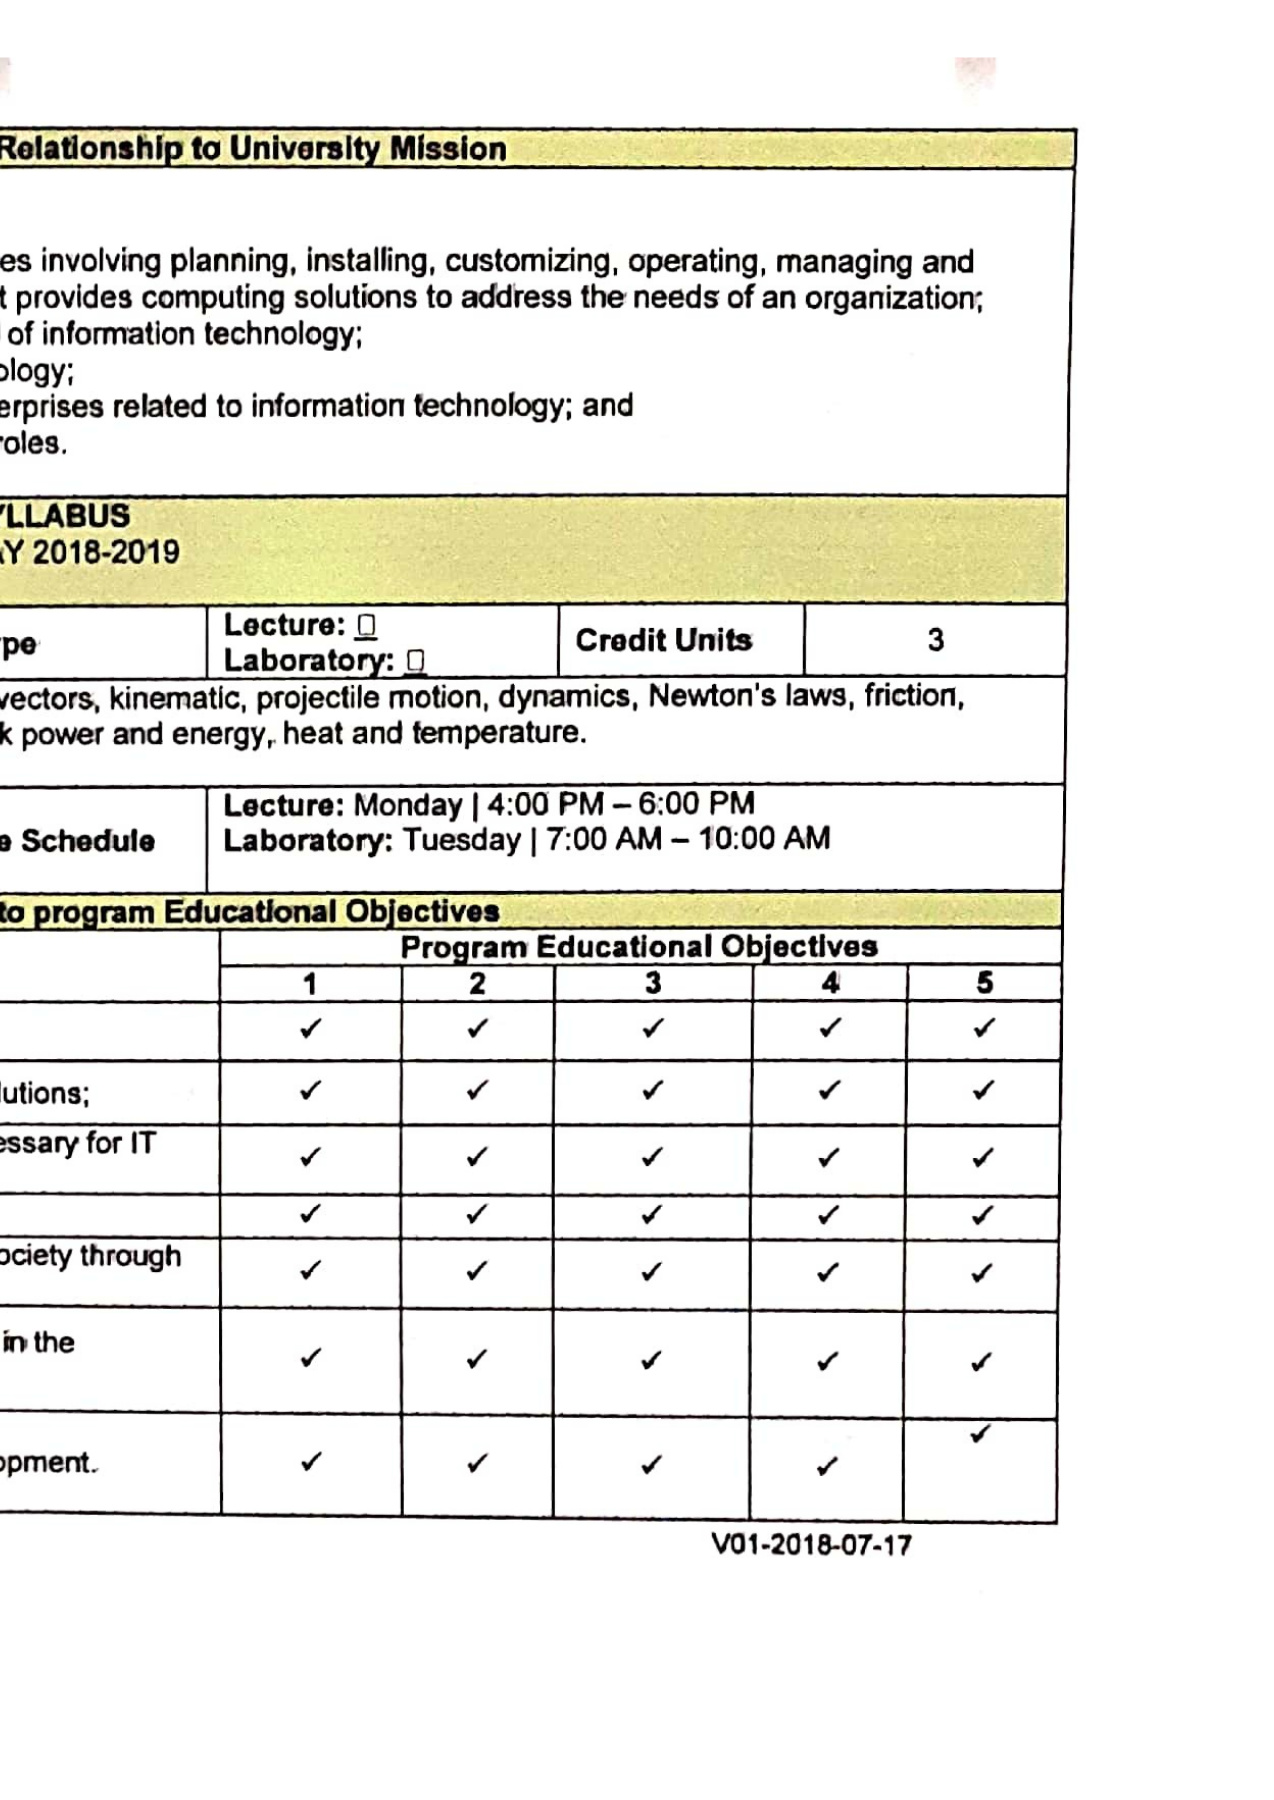 Relationship to University Mission
es involving planning, installing, customizing, operating, managing and
t provides computing solutions to address the needs of an organization;
of information technology;
ology;
erprises related to information technology; and
roles.
YLLABUS
AY 2018-2019
pe
Lecture: ☐
Laboratory: ☐
Credit Units
3
vectors, kinematic, projectile motion, dynamics, Newton's laws, friction,
k power and energy, heat and temperature.
e Schedule
Lecture: Monday | 4:00 PM – 6:00 PM
Laboratory: Tuesday | 7:00 AM – 10:00 AM
to program Educational Objectives
Program Educational Objectives
1 2 3 4 5
✓ ✓ ✓ ✓ ✓
lutions; ✓ ✓ ✓ ✓ ✓
essary for IT ✓ ✓ ✓ ✓ ✓
✓ ✓ ✓ ✓ ✓
ociety through ✓ ✓ ✓ ✓ ✓
in the ✓ ✓ ✓ ✓ ✓
opment. ✓ ✓ ✓ ✓ ✓
V01-2018-07-17